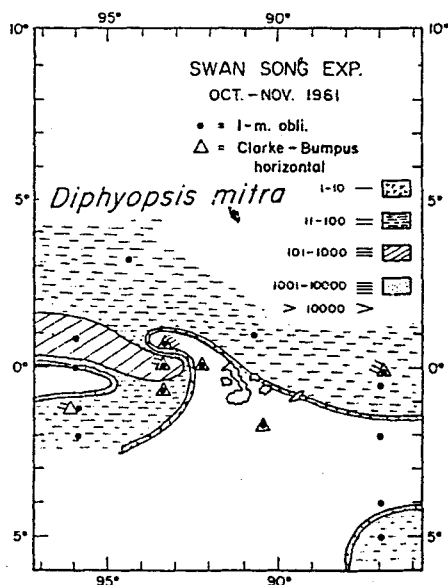 95° 90°
10° 10°
SWAN SONG EXP.
OCT. – NOV. 1961
• = 1-m. obli.
△ = Clarke – Bumpus
horizontal
1-10
5° 5°
Diphyopsis mitra
11-100
101-1000
1001-10000
> 10000 >
0° 0°
5° 5°
95° 90°